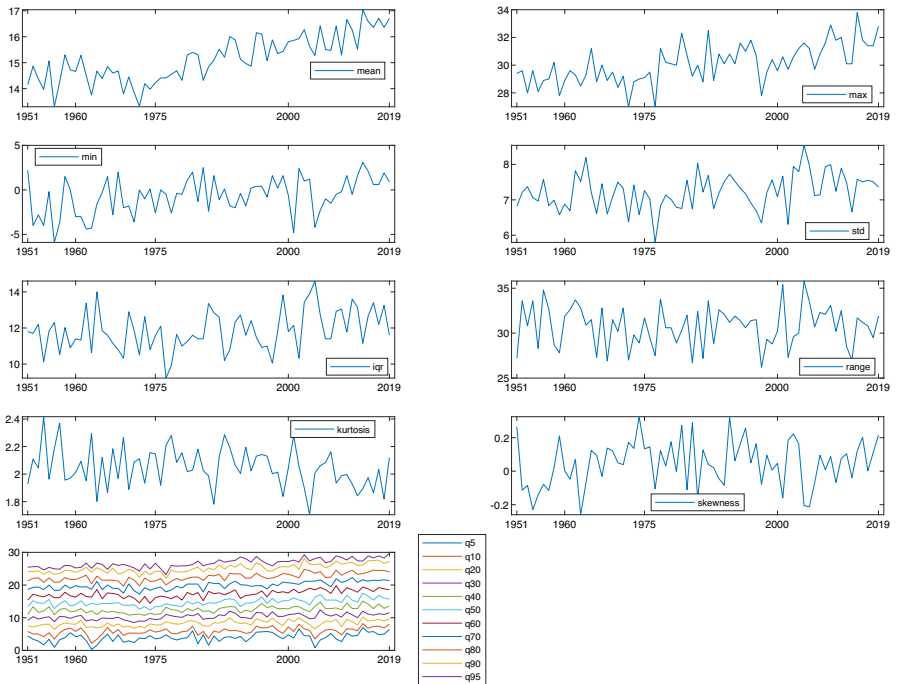 17
16
15
14
1951 1960 1975 2000 2019
mean
34
32
30
28
1951 1960 1975 2000 2019
max
5
0
-5
1951 1960 1975 2000 2019
min
8
7
6
1951 1960 1975 2000 2019
std
14
12
10
1951 1960 1975 2000 2019
iqr
35
30
25
1951 1960 1975 2000 2019
range
2.4
2.2
2
1.8
1951 1960 1975 2000 2019
kurtosis
0.2
0
-0.2
1951 1960 1975 2000 2019
skewness
30
20
10
0
1951 1960 1975 2000 2019
q5
q10
q20
q30
q40
q50
q60
q70
q80
q90
q95